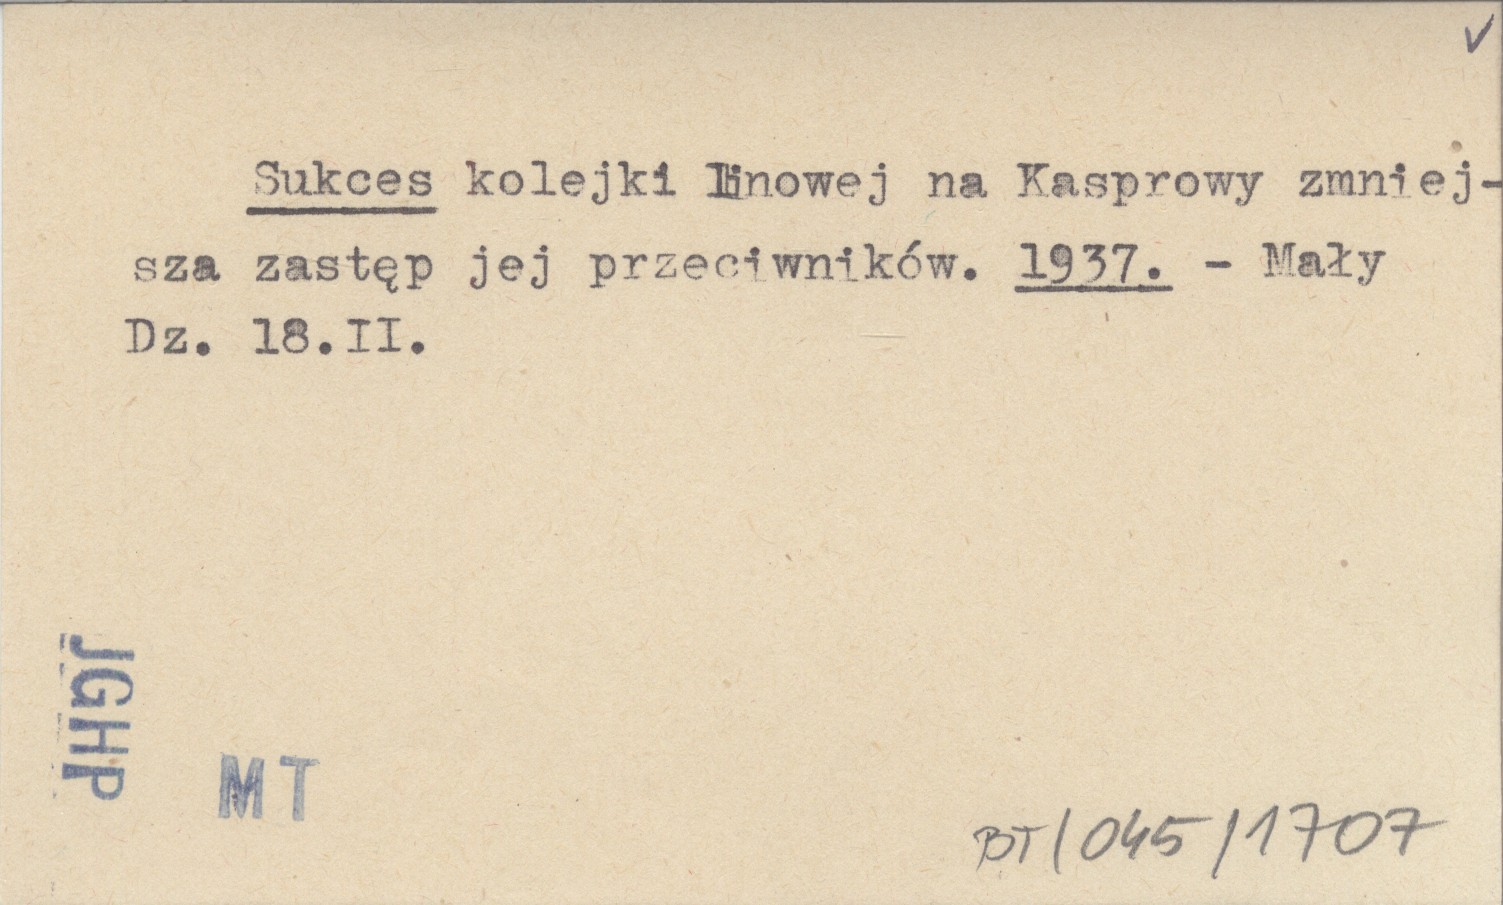 ✓
Sukces kolejki linowej na Kasprowy zmniej-
sza zastęp jej przeciwników. 1937. - Mały
Dz. 18.II.
JGHP
MT
BT/045/1707